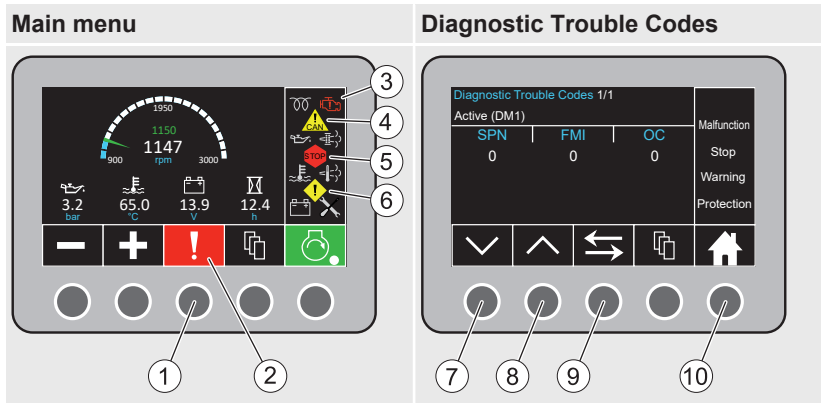 Main menu
1950
1150
1147
rpm
900
3000
3.2
bar
65.0
°C
13.9
V
12.4
h
!
CAN
STOP
!
!
3
4
5
6
1
2
Diagnostic Trouble Codes
Diagnostic Trouble Codes 1/1
Active (DM1)
SPN FMI OC
0 0 0
Malfunction
Stop
Warning
Protection
7
8
9
10